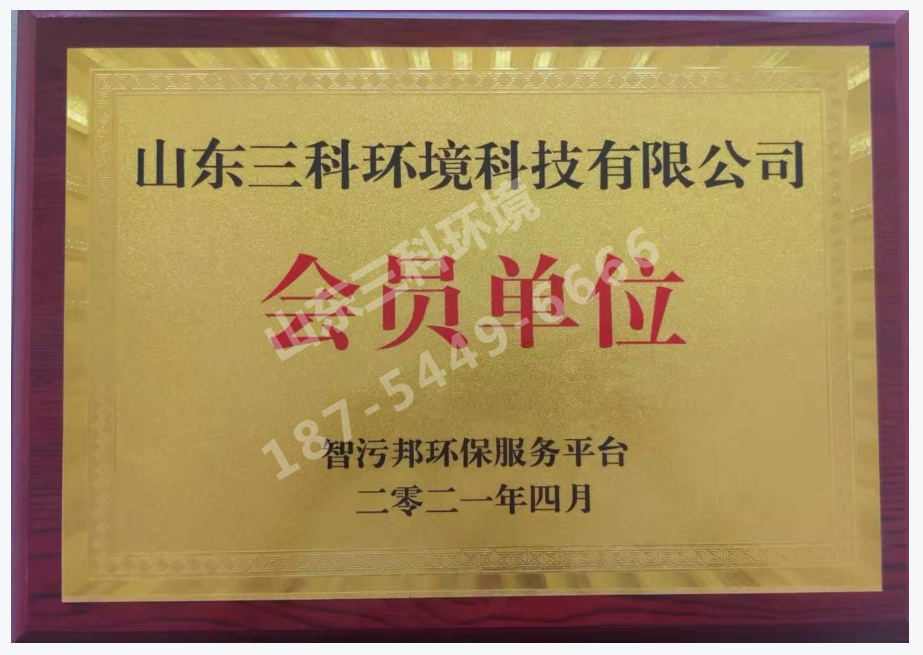 山东三科环境科技有限公司
会员单位
智污邦环保服务平台
二零二一年四月
山东三科环境
187-5449-6666